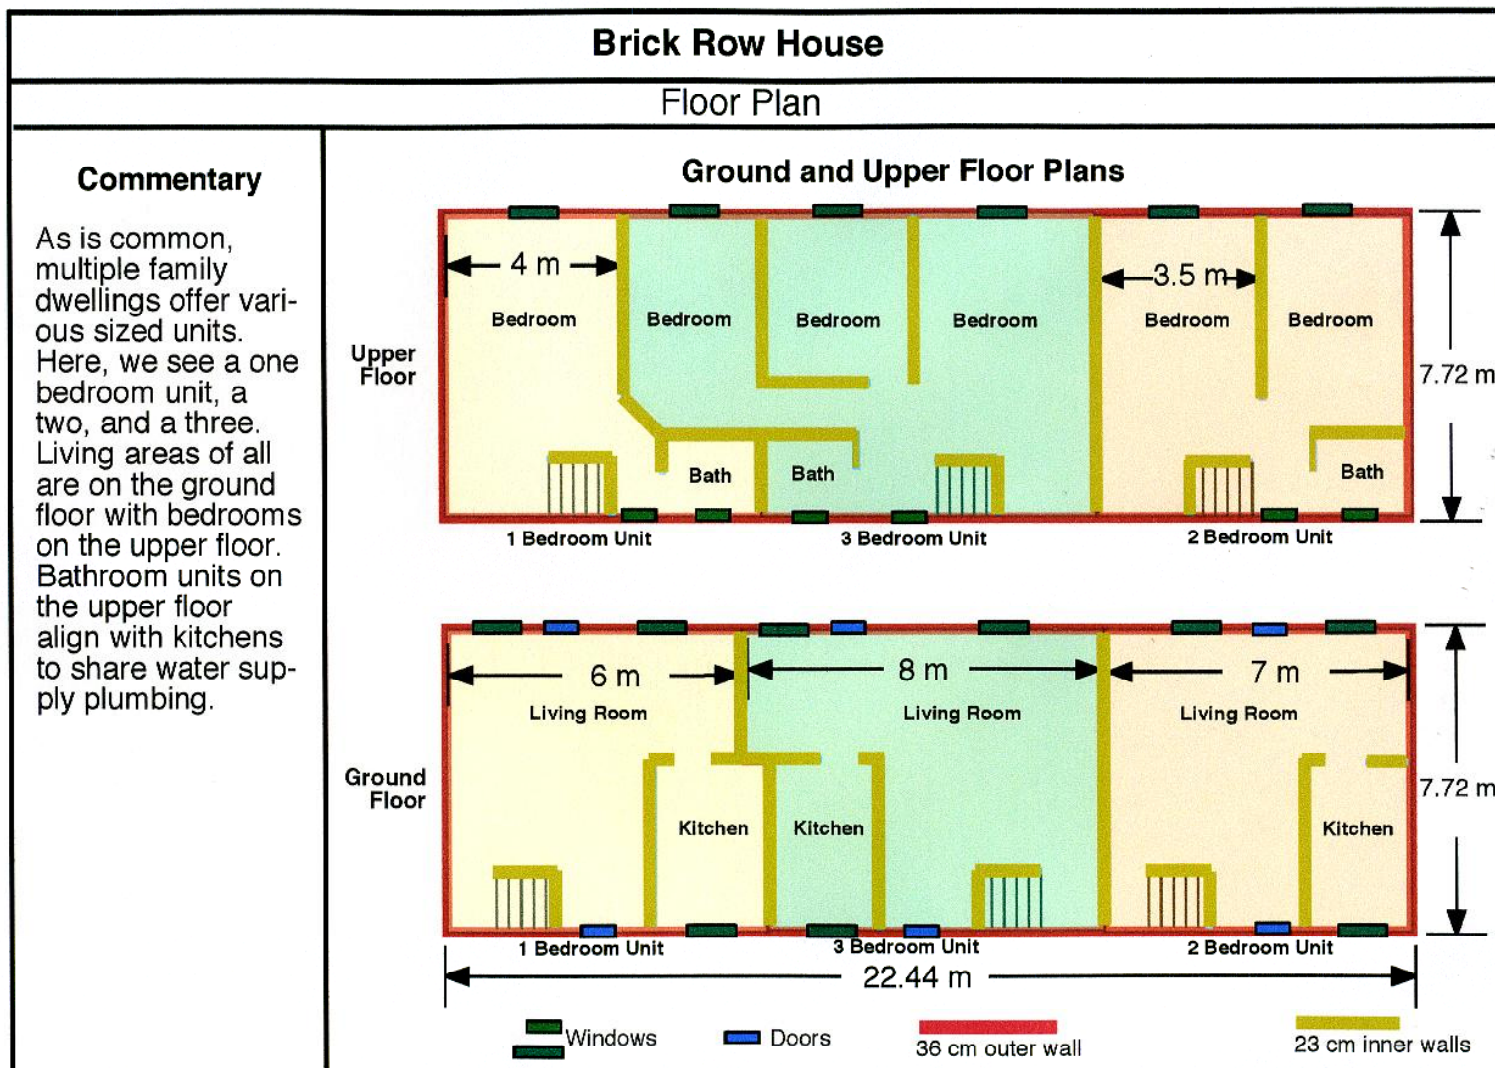 Brick Row House
Floor Plan
Commentary
As is common,
multiple family
dwellings offer vari-
ous sized units.
Here, we see a one
bedroom unit, a
two, and a three.
Living areas of all
are on the ground
floor with bedrooms
on the upper floor.
Bathroom units on
the upper floor
align with kitchens
to share water sup-
ply plumbing.
Ground and Upper Floor Plans
4 m
3.5 m
Bedroom
Bedroom
Bedroom
Bedroom
Bedroom
Bedroom
Upper
Floor
7.72 m
Bath
Bath
Bath
1 Bedroom Unit
3 Bedroom Unit
2 Bedroom Unit
6 m
8 m
7 m
Living Room
Living Room
Living Room
Ground
Floor
7.72 m
Kitchen
Kitchen
Kitchen
1 Bedroom Unit
3 Bedroom Unit
2 Bedroom Unit
22.44 m
Windows
Doors
36 cm outer wall
23 cm inner walls